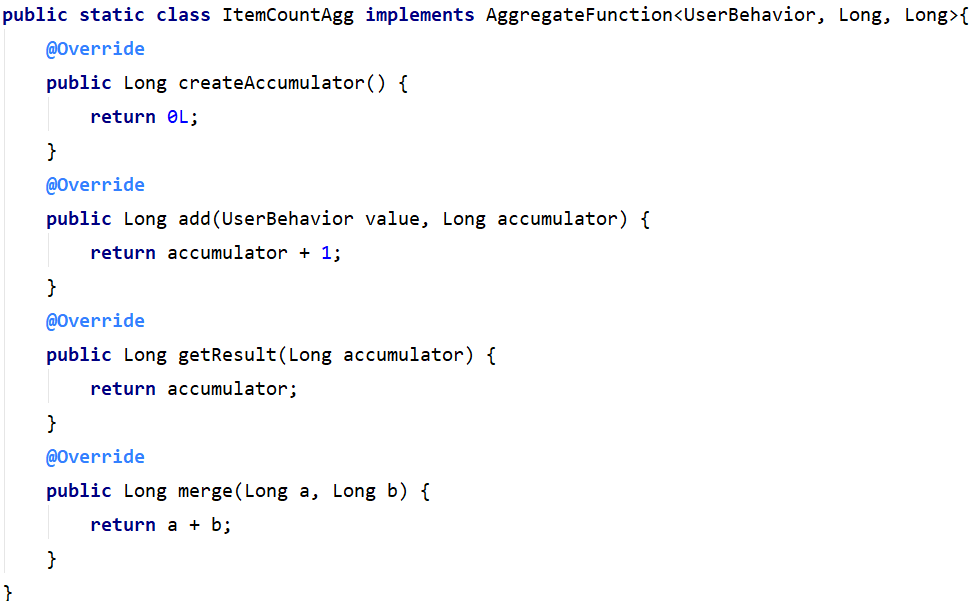 public static class ItemCountAgg implements AggregateFunction<UserBehavior, Long, Long>{
    @Override
    public Long createAccumulator() {
        return 0L;
    }
    @Override
    public Long add(UserBehavior value, Long accumulator) {
        return accumulator + 1;
    }
    @Override
    public Long getResult(Long accumulator) {
        return accumulator;
    }
    @Override
    public Long merge(Long a, Long b) {
        return a + b;
    }
}